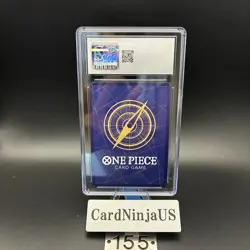 ONE PIECE
CARD GAME
CardNinjaUS
·155·